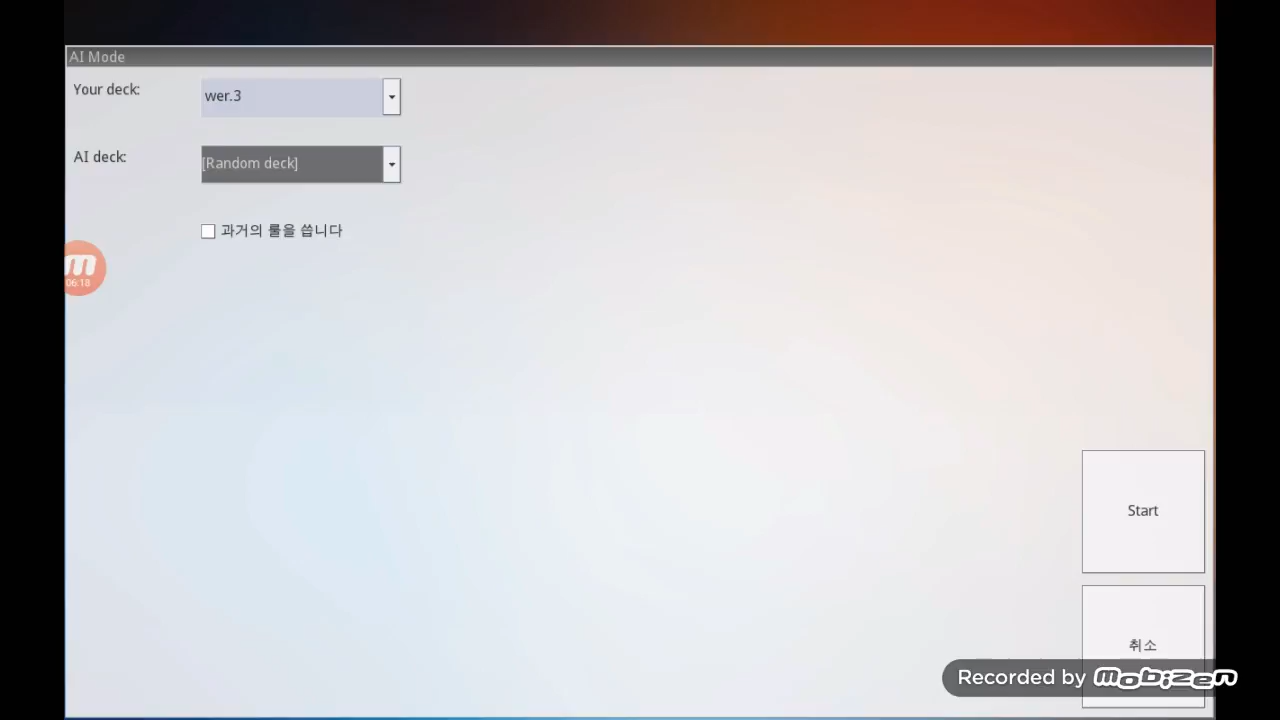 AI Mode
Your deck:
wer.3
AI deck:
[Random deck]
과거의 룰을 씁니다
06:18
Start
취소
Recorded by mobizen